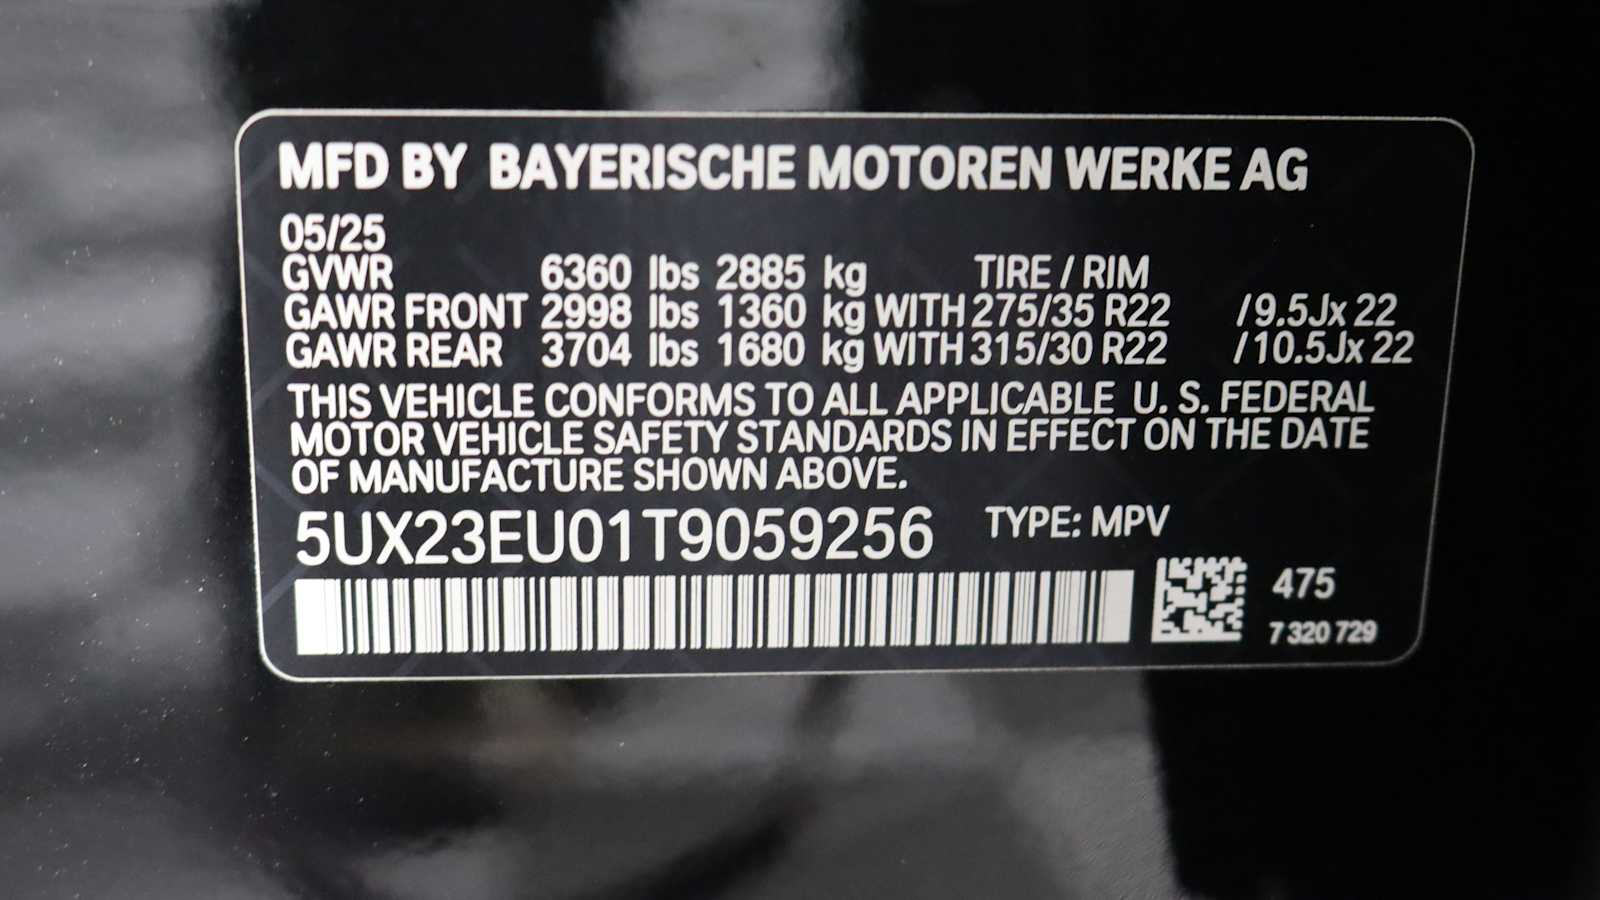 MFD BY BAYERISCHE MOTOREN WERKE AG
05/25
GVWR 6360 lbs 2885 kg TIRE / RIM
GAWR FRONT 2998 lbs 1360 kg WITH 275/35 R22 /9.5Jx 22
GAWR REAR 3704 lbs 1680 kg WITH 315/30 R22 /10.5Jx 22
THIS VEHICLE CONFORMS TO ALL APPLICABLE U. S. FEDERAL
MOTOR VEHICLE SAFETY STANDARDS IN EFFECT ON THE DATE
OF MANUFACTURE SHOWN ABOVE.
5UX23EU01T9059256 TYPE: MPV
475
7 320 729